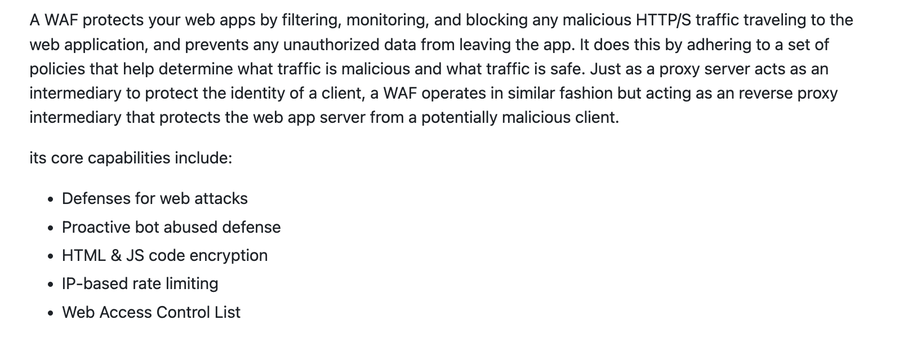 A WAF protects your web apps by filtering, monitoring, and blocking any malicious HTTP/S traffic traveling to the
web application, and prevents any unauthorized data from leaving the app. It does this by adhering to a set of
policies that help determine what traffic is malicious and what traffic is safe. Just as a proxy server acts as an
intermediary to protect the identity of a client, a WAF operates in similar fashion but acting as an reverse proxy
intermediary that protects the web app server from a potentially malicious client.
its core capabilities include:
• Defenses for web attacks
• Proactive bot abused defense
• HTML & JS code encryption
• IP-based rate limiting
• Web Access Control List